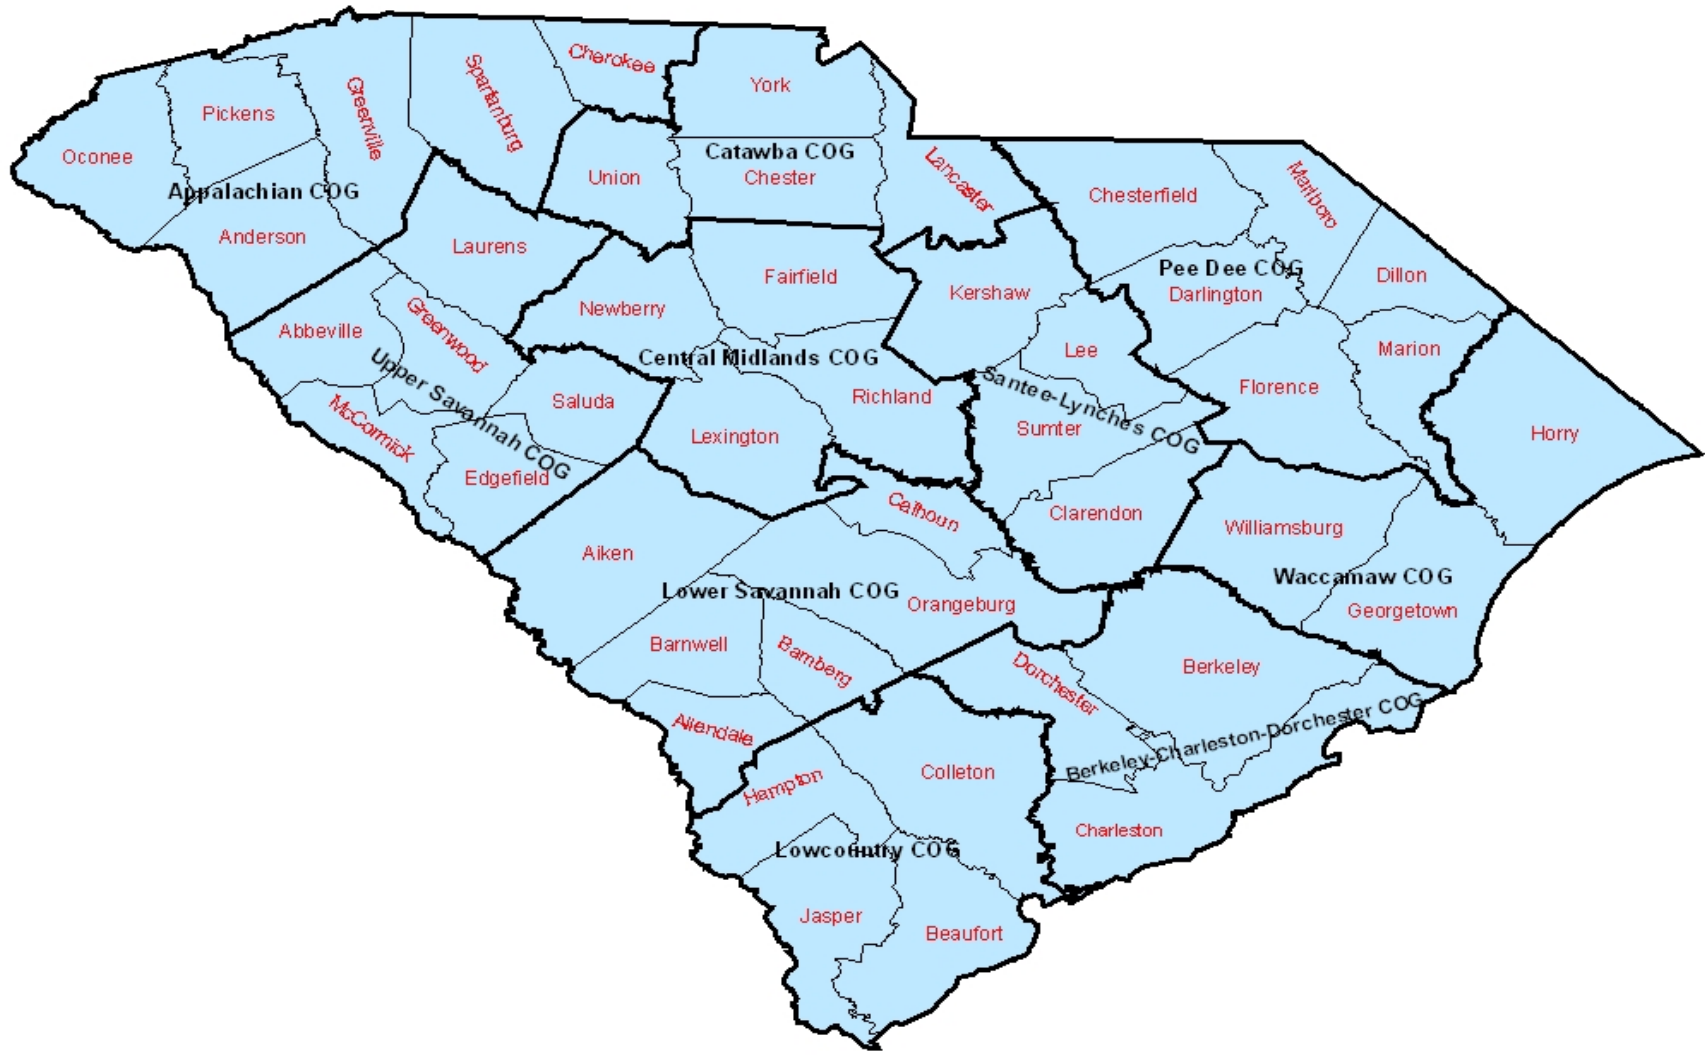 Cherokee
Spartanburg
York
Greenville
Pickens
Oconee
Catawba COG
Chester
Union
Lancaster
Appalachian COG
Chesterfield
Marlboro
Anderson
Laurens
Pee Dee COG
Darlington
Dillon
Fairfield
Kershaw
Newberry
Abbeville
Greenwood
Central Midlands COG
Lee
Marion
Upper Savannah COG
Saluda
Richland
Santee-Lynches COG
Florence
McCormick
Lexington
Sumter
Horry
Edgefield
Calhoun
Clarendon
Williamsburg
Aiken
Waccamaw COG
Lower Savannah COG
Orangeburg
Georgetown
Barnwell
Bamberg
Dorchester
Berkeley
Allendale
Berkeley-Charleston-Dorchester COG
Hampton
Colleton
Charleston
Lowcountry COG
Jasper
Beaufort